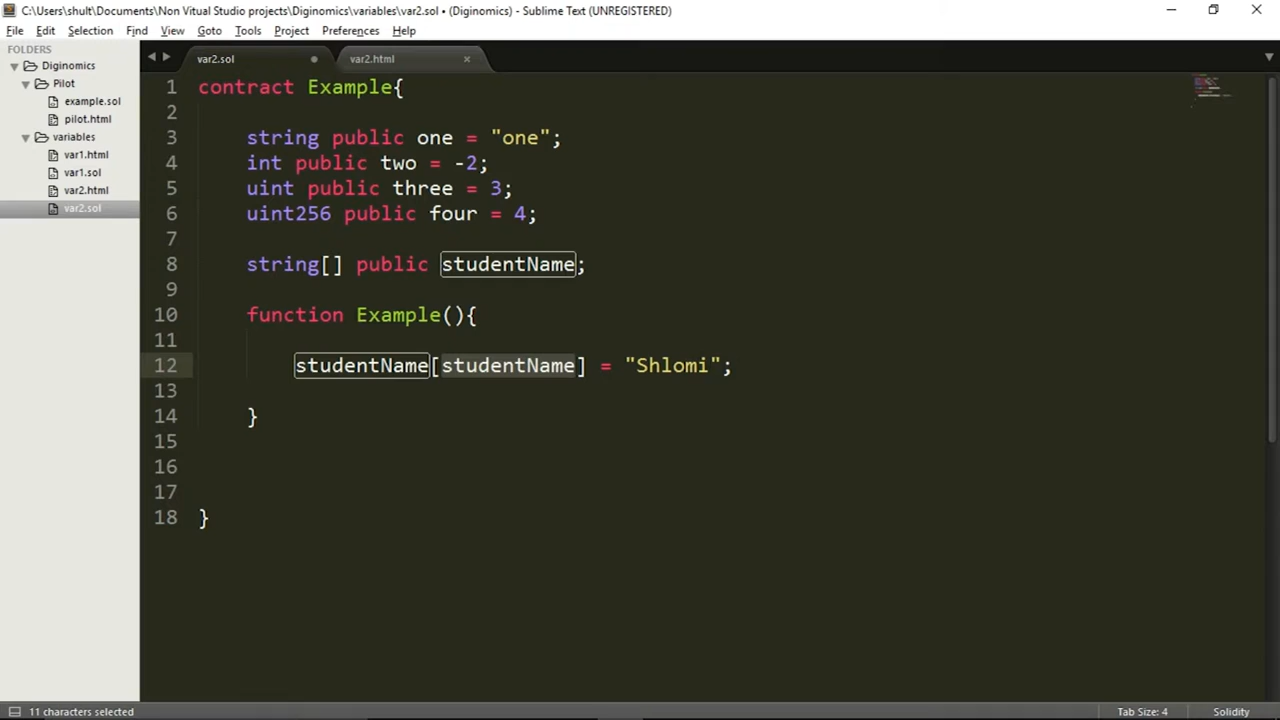 C:\Users\shult\Documents\Non Vitual Studio projects\Diginomics\variables\var2.sol • (Diginomics) - Sublime Text (UNREGISTERED)
File Edit Selection Find View Goto Tools Project Preferences Help
FOLDERS
Diginomics
Pilot
example.sol
pilot.html
variables
var1.html
var1.sol
var2.html
var2.sol
var2.sol
var2.html ×
1 contract Example{
2
3 string public one = "one";
4 int public two = -2;
5 uint public three = 3;
6 uint256 public four = 4;
7
8 string[] public studentName;
9
10 function Example(){
11
12 studentName[studentName] = "Shlomi";
13
14 }
15
16
17
18 }
11 characters selected
Tab Size: 4 Solidity